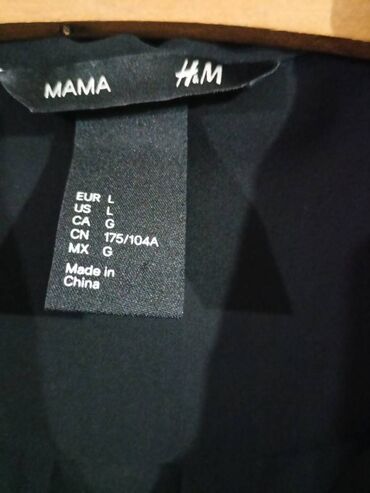 MAMA H&M
EUR L
US L
CA G
CN 175/104A
MX G
Made in
China